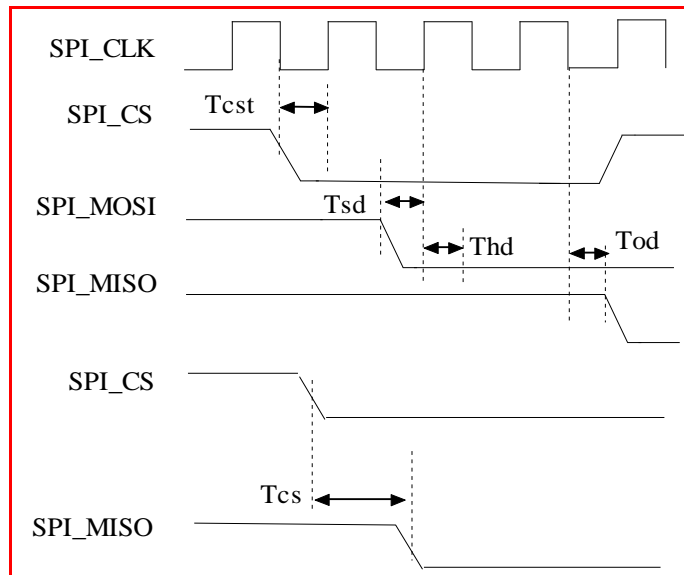 SPI_CLK
Tcst
SPI_CS
Tsd
SPI_MOSI
Thd
Tod
SPI_MISO
SPI_CS
Tcs
SPI_MISO